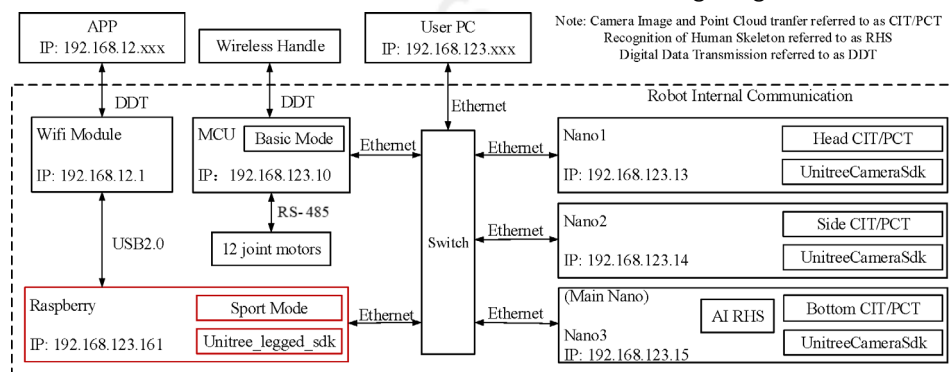 APP
IP: 192.168.12.xxx
Wireless Handle
User PC
IP: 192.168.123.xxx
Note: Camera Image and Point Cloud tranfer referred to as CIT/PCT
Recognition of Human Skeleton referred to as RHS
Digital Data Transmission referred to as DDT
DDT
DDT
Ethernet
Robot Internal Communication
Wifi Module
IP: 192.168.12.1
MCU
Basic Mode
IP: 192.168.123.10
Ethernet
RS-485
12 joint motors
USB2.0
Switch
Ethernet
Nano1
Head CIT/PCT
IP: 192.168.123.13
UnitreeCameraSdk
Ethernet
Nano2
Side CIT/PCT
IP: 192.168.123.14
UnitreeCameraSdk
Raspberry
Sport Mode
IP: 192.168.123.161
Unitree_legged_sdk
Ethernet
Ethernet
(Main Nano)
Nano3
IP: 192.168.123.15
AI RHS
Bottom CIT/PCT
UnitreeCameraSdk